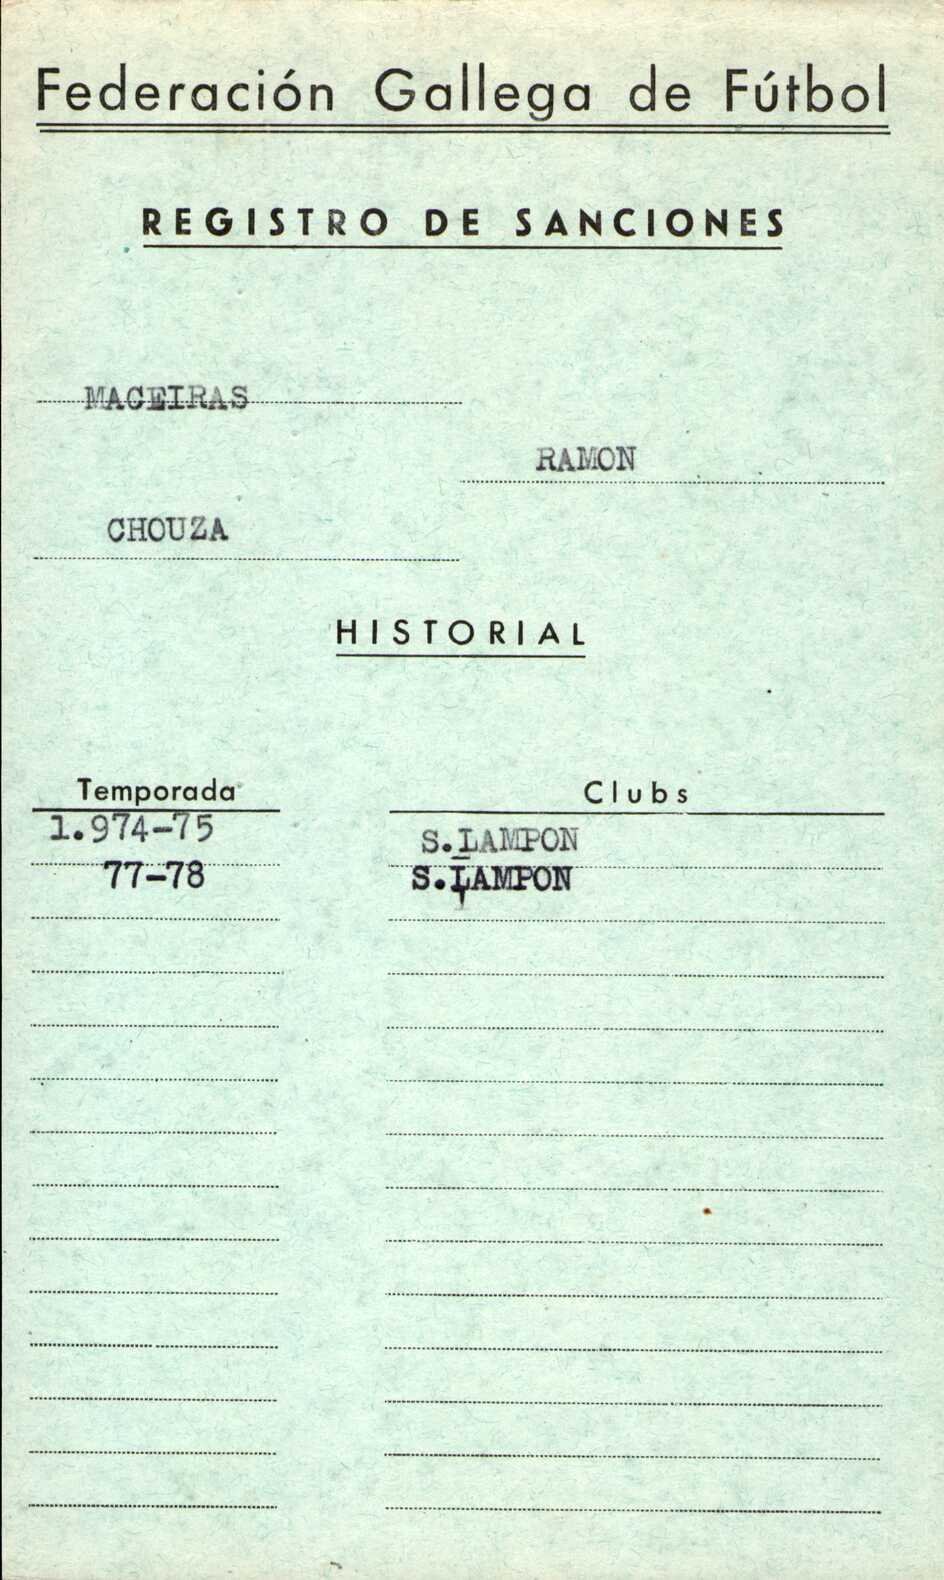 Federación Gallega de Fútbol
REGISTRO DE SANCIONES
MACEIRAS
RAMON
CHOUZA
HISTORIAL
Temporada Clubs
1.974-75 S.LAMPON
77-78 S.LAMPON